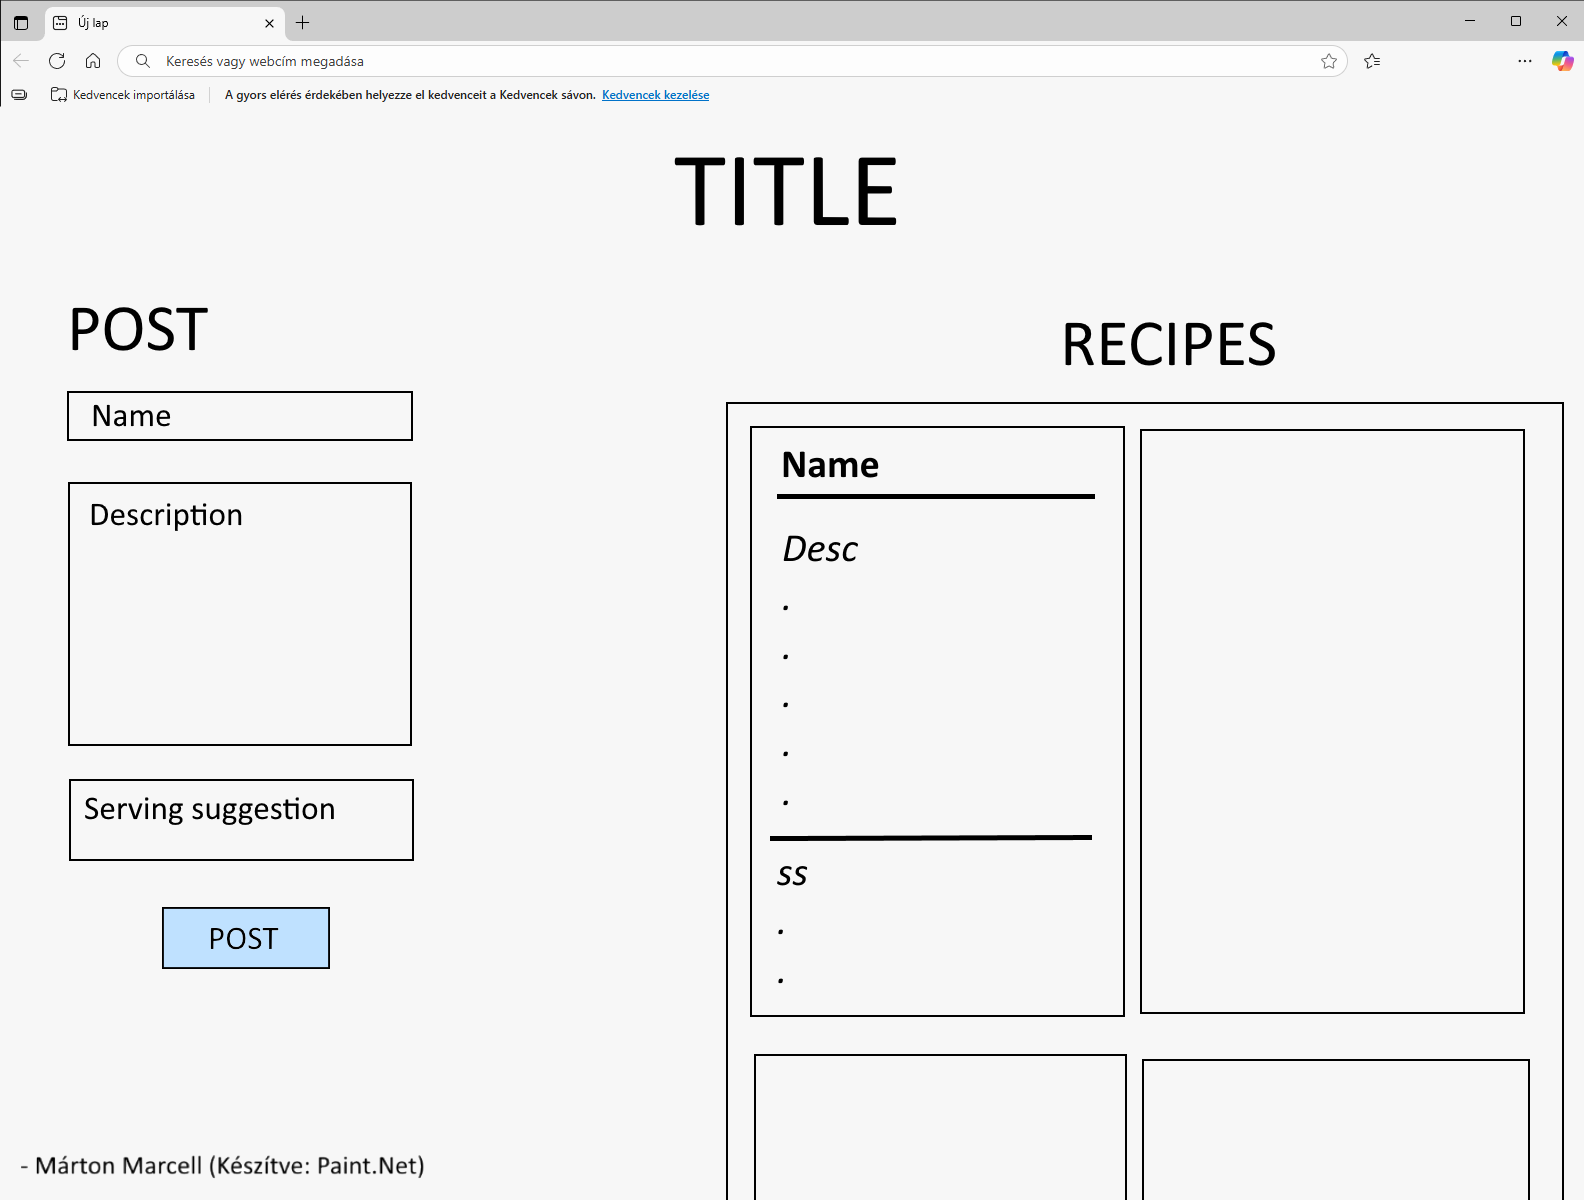 Új lap
Keresés vagy webcím megadása
Kedvencek importálása
A gyors elérés érdekében helyezze el kedvenceit a Kedvencek sávon. Kedvencek kezelése
TITLE
POST
Name
Description
Serving suggestion
POST
RECIPES
Name
Desc
.
.
.
.
.
ss
.
.
- Márton Marcell (Készítve: Paint.Net)